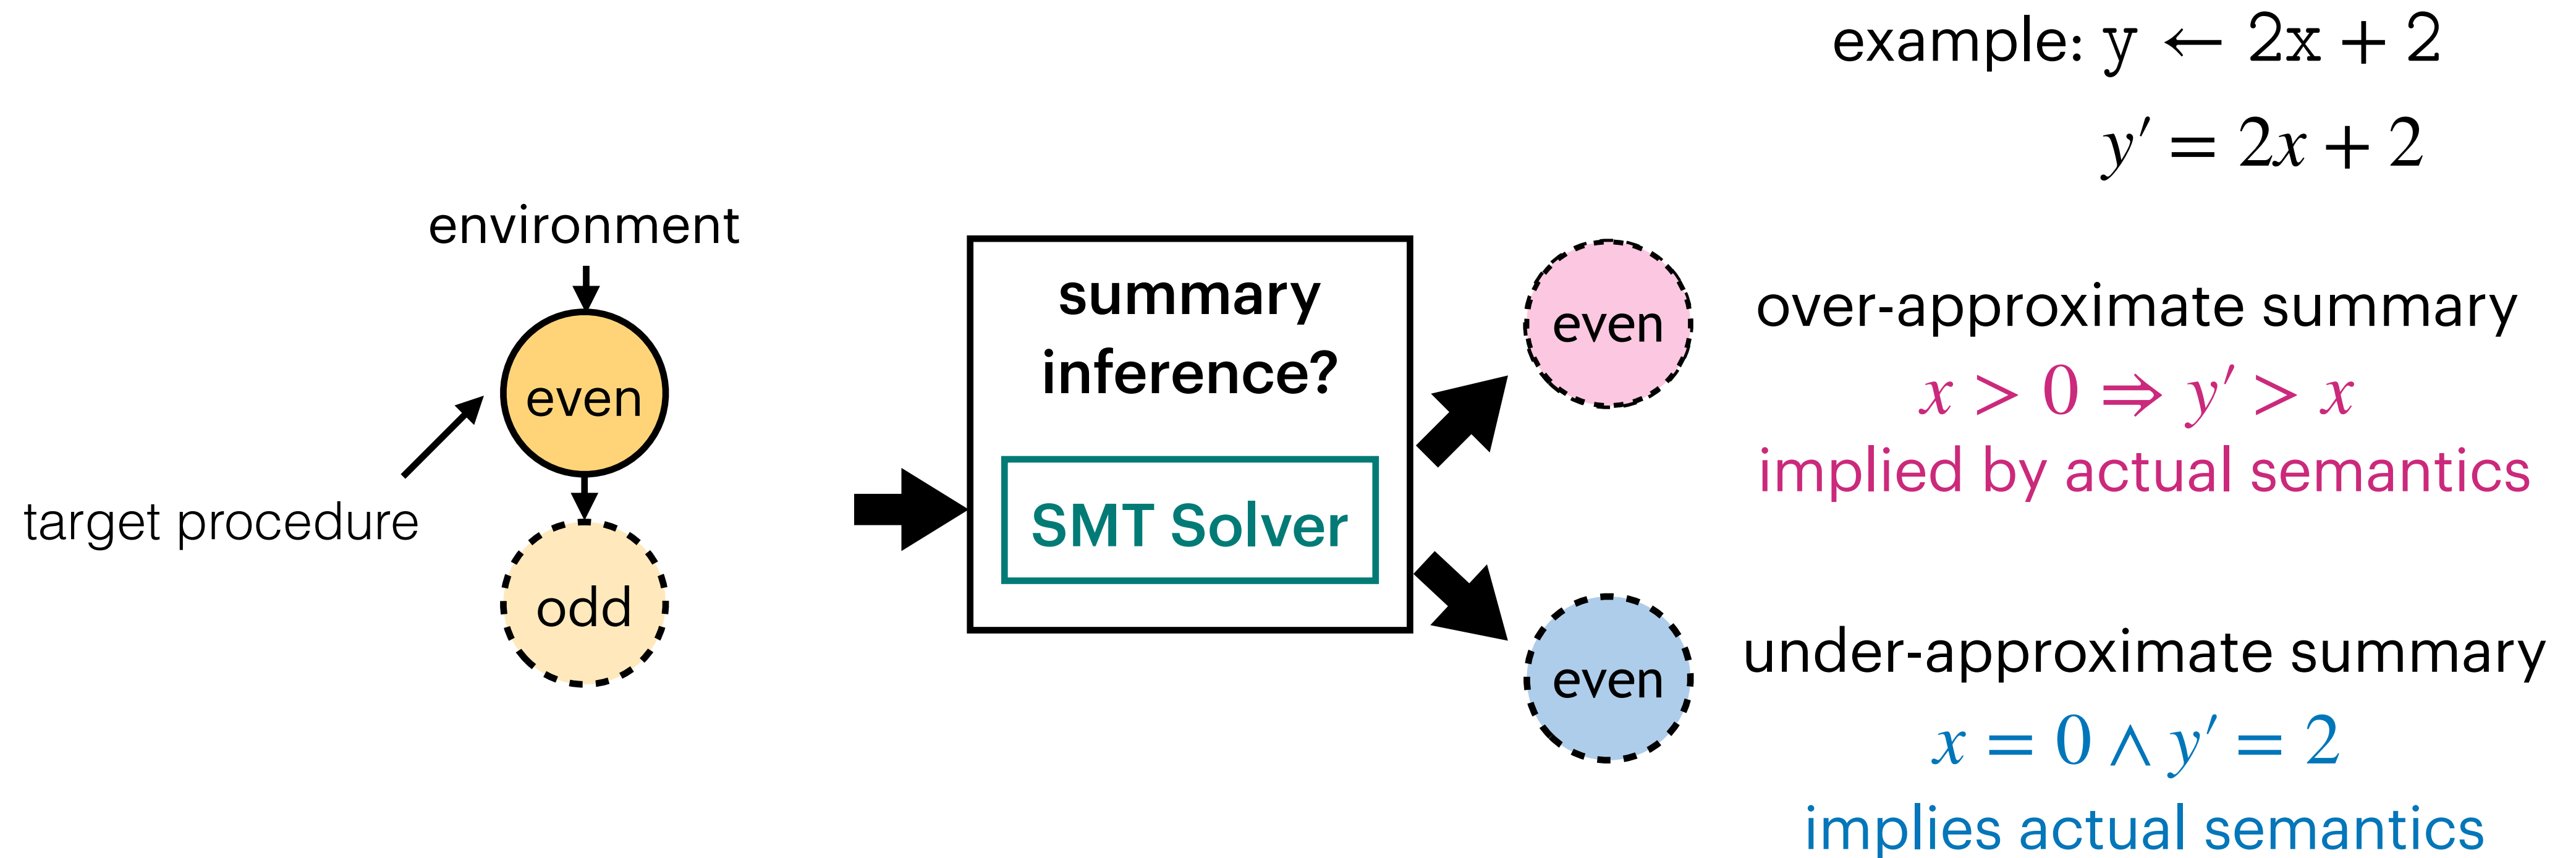 example: y ← 2x + 2
y′ = 2x + 2
environment
even
target procedure
odd
summary
inference?
SMT Solver
even
over-approximate summary
x > 0 ⇒ y′ > x
implied by actual semantics
even
under-approximate summary
x = 0 ∧ y′ = 2
implies actual semantics